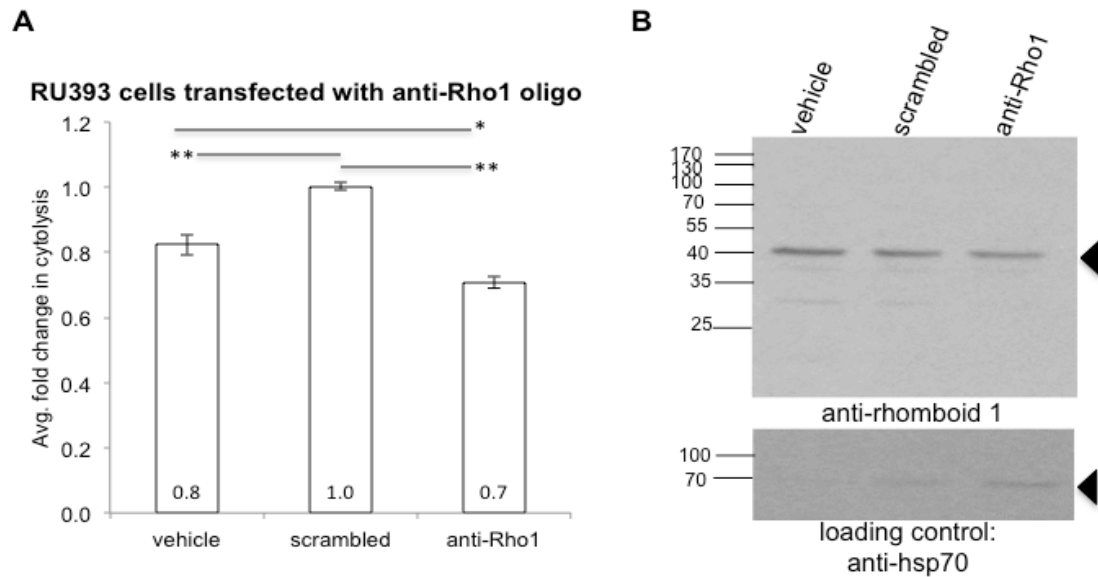 A
RU393 cells transfected with anti-Rho1 oligo
1.2
1.0
0.8
0.6
0.4
0.2
0.0
Avg. fold change in cytolysis
*
**
**
0.8
1.0
0.7
vehicle
scrambled
anti-Rho1
B
vehicle
scrambled
anti-Rho1
170
130
100
70
55
40
35
25
anti-rhomboid 1
100
70
loading control:
anti-hsp70